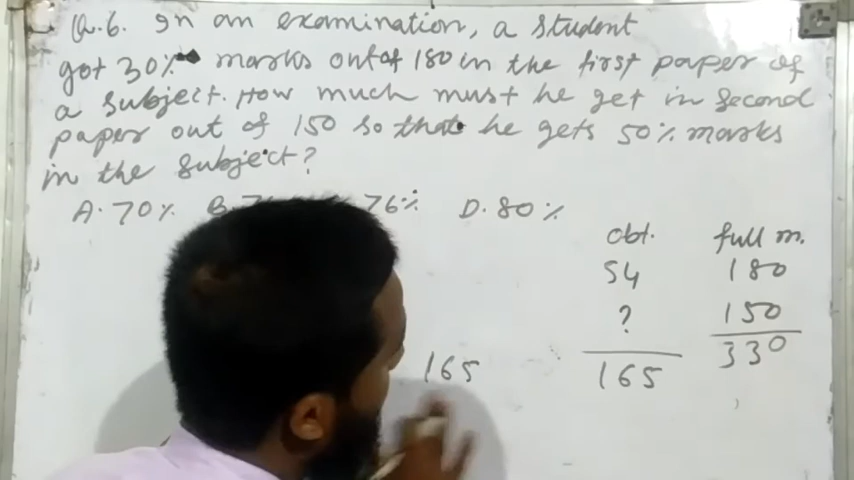 Q.6. In an examination, a student
got 30% marks out of 180 in the first paper of
a subject. How much must he get in second
paper out of 150 so that he gets 50% marks
in the subject?
A. 70% B. 76% D. 80%
obt. full m.
54 180
? 150
330
165 165